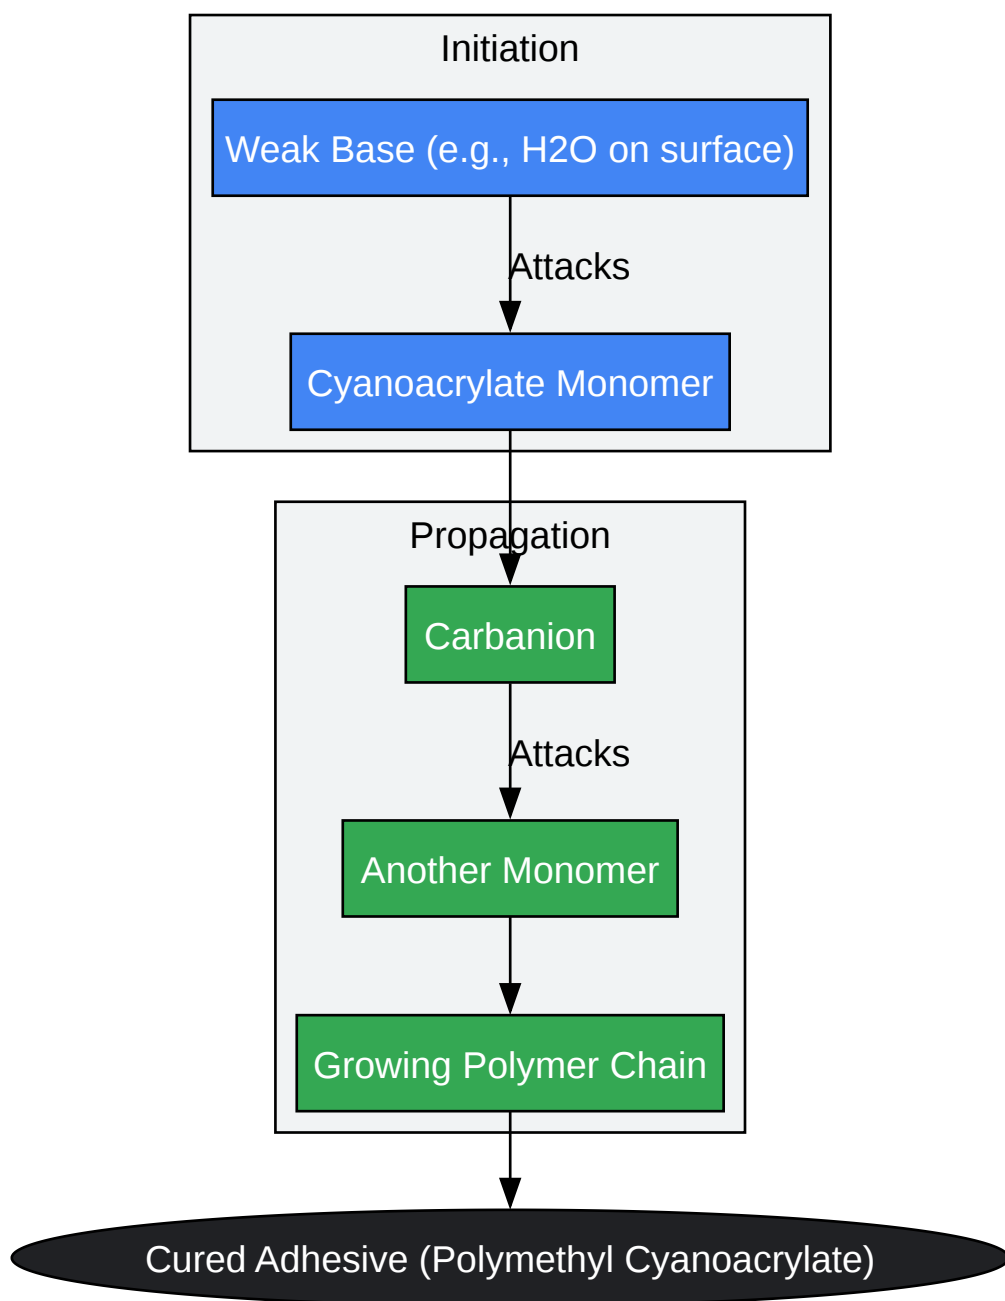 Initiation
Weak Base (e.g., H2O on surface)
Attacks
Cyanoacrylate Monomer
Propagation
Carbanion
Attacks
Another Monomer
Growing Polymer Chain
Cured Adhesive (Polymethyl Cyanoacrylate)